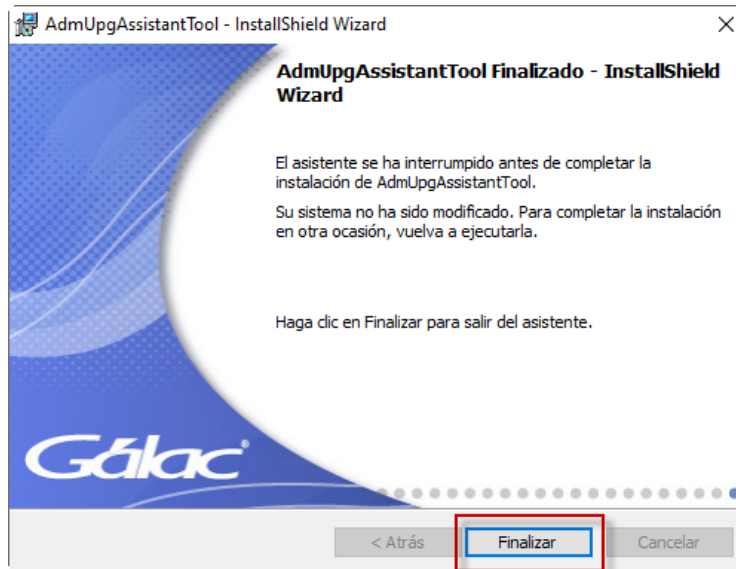 AdmUpgAssistantTool - InstallShield Wizard
AdmUpgAssistantTool Finalizado - InstallShield
Wizard
El asistente se ha interrumpido antes de completar la
instalación de AdmUpgAssistantTool.
Su sistema no ha sido modificado. Para completar la instalación
en otra ocasión, vuelva a ejecutarla.
Haga clic en Finalizar para salir del asistente.
Gálac
< Atrás
Finalizar
Cancelar